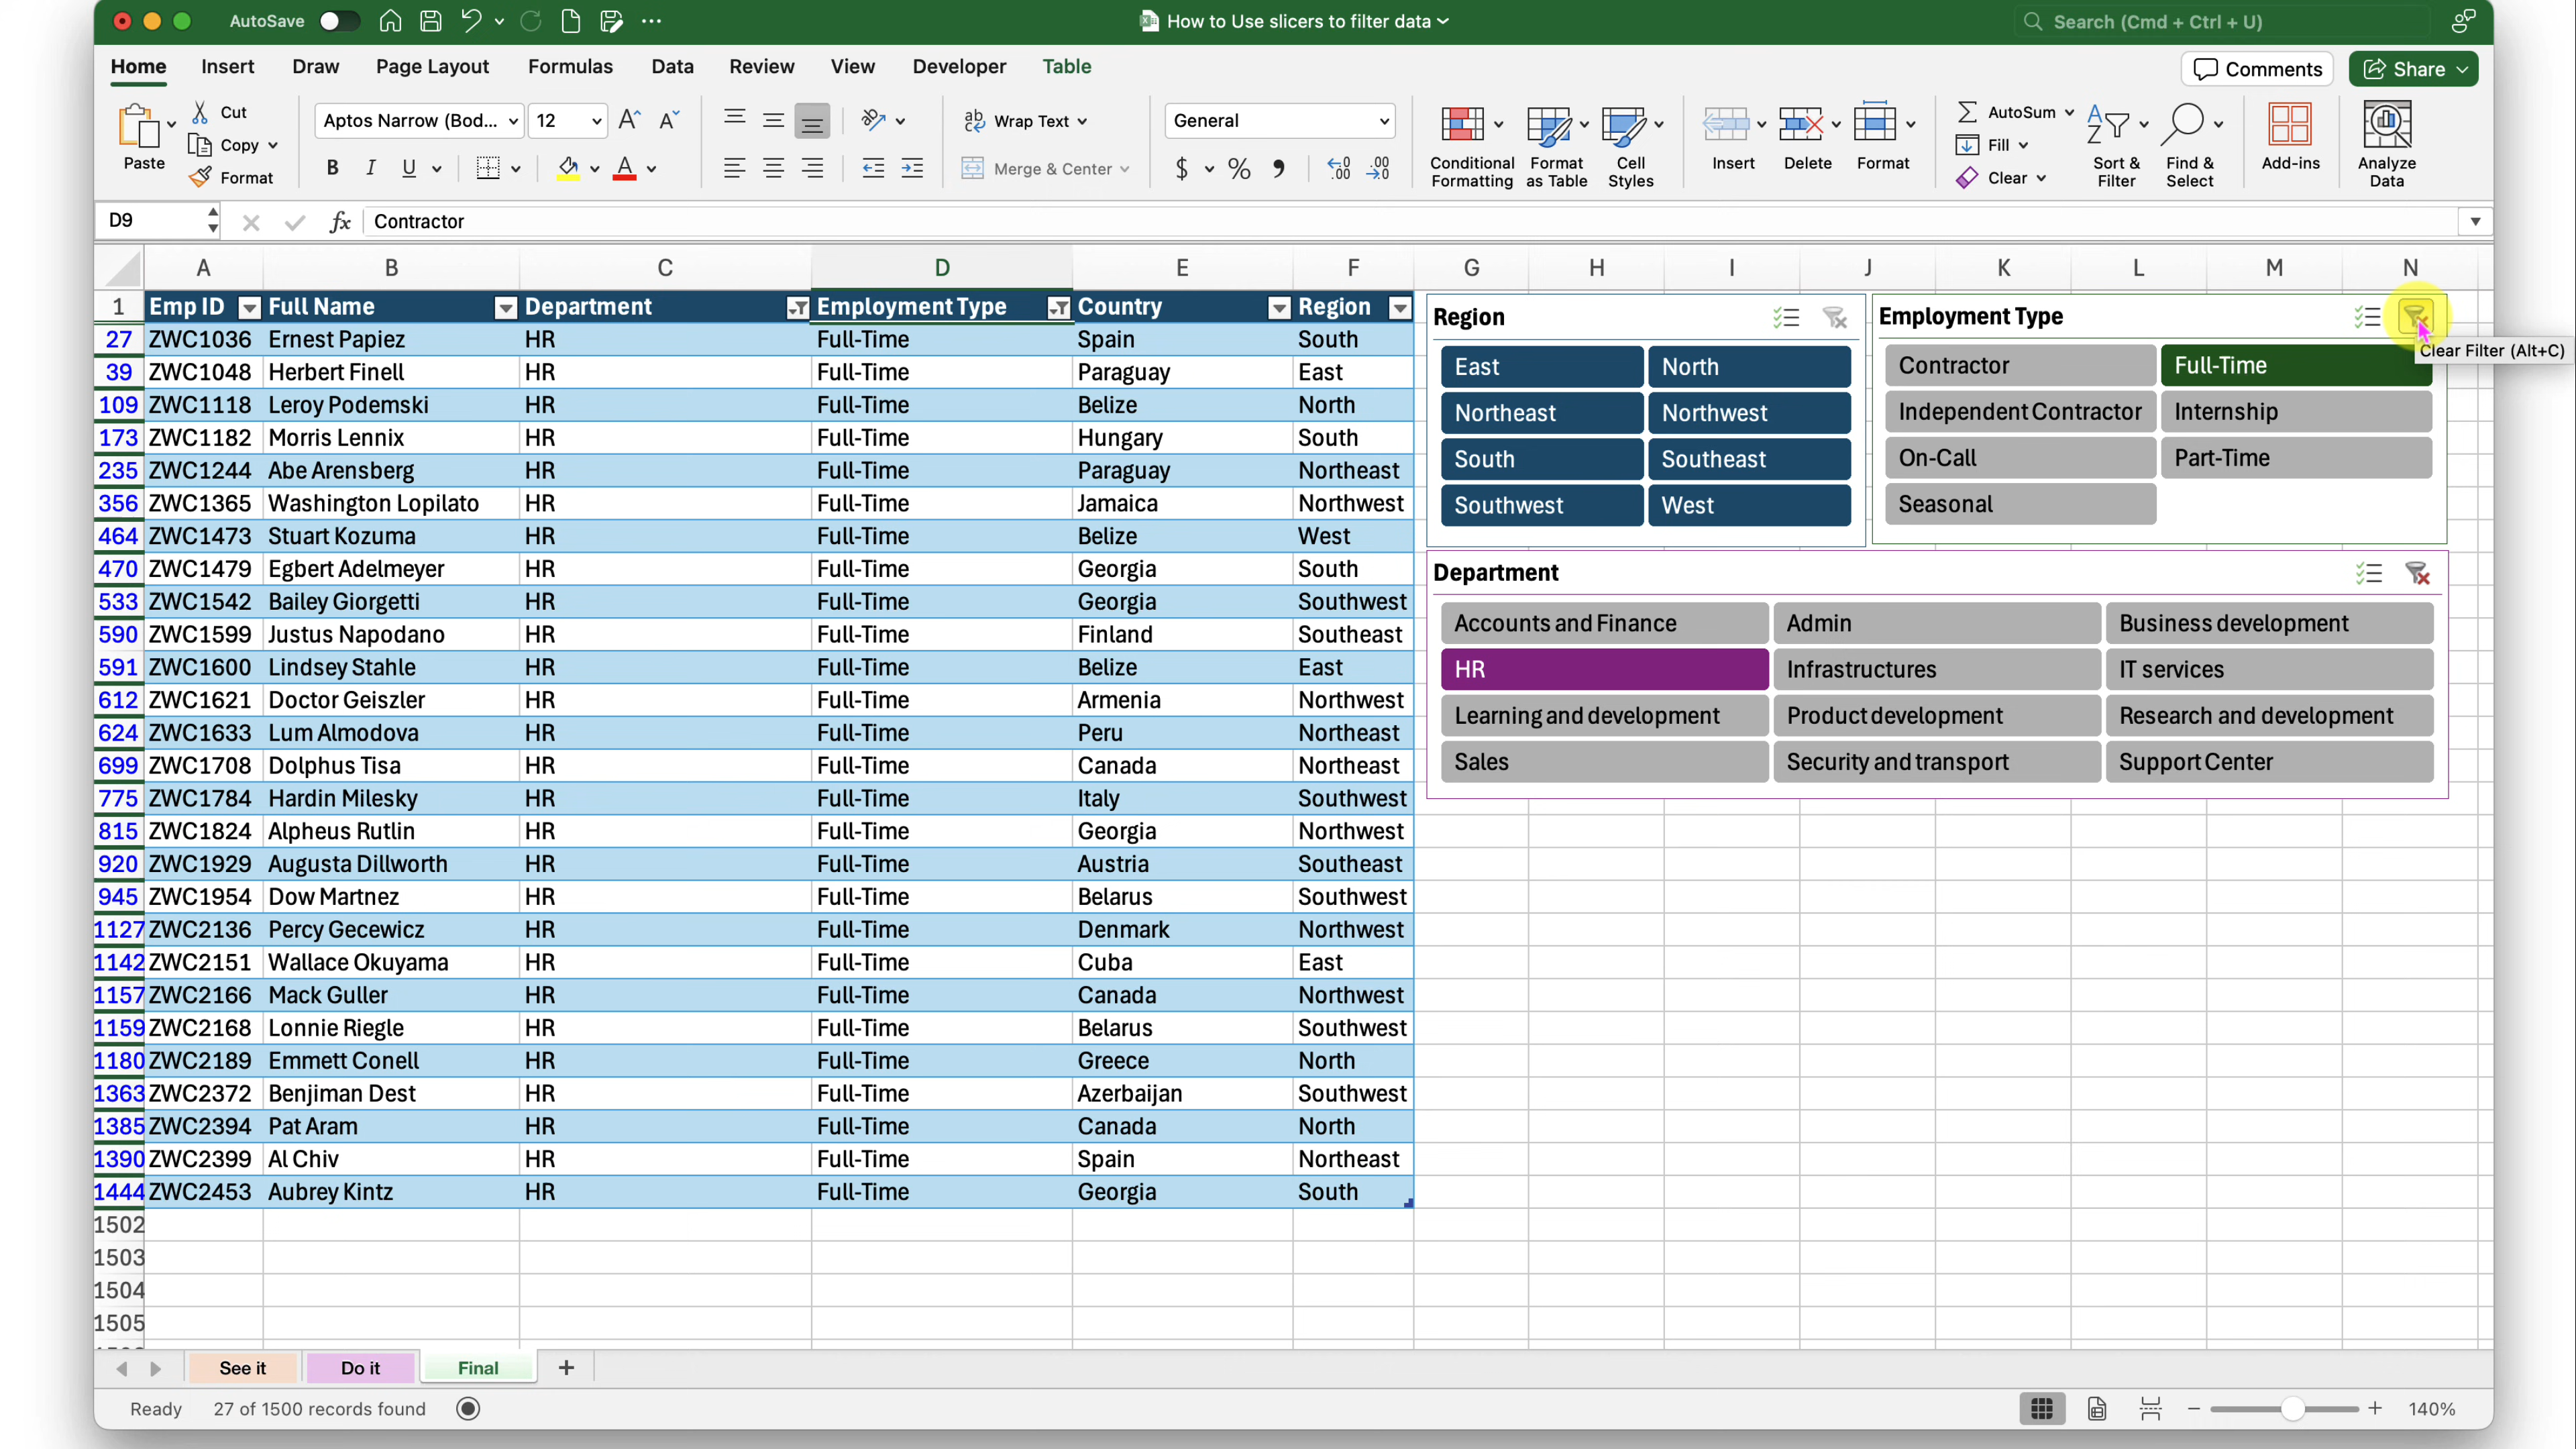 AutoSave
How to Use slicers to filter data
Search (Cmd + Ctrl + U)
Home Insert Draw Page Layout Formulas Data Review View Developer Table
Comments Share
Paste
Cut
Copy
Format
Aptos Narrow (Bod... 12
B I U
Wrap Text
Merge & Center
General
$ % 9
Conditional Formatting
Format as Table
Cell Styles
Insert Delete Format
AutoSum
Fill
Clear
Sort & Filter
Find & Select
Add-ins
Analyze Data
D9 fx Contractor
A B C D E F G H I J K L M N
1 Emp ID Full Name Department Employment Type Country Region
27 ZWC1036 Ernest Papiez HR Full-Time Spain South
39 ZWC1048 Herbert Finell HR Full-Time Paraguay East
109 ZWC1118 Leroy Podemski HR Full-Time Belize North
173 ZWC1182 Morris Lennix HR Full-Time Hungary South
235 ZWC1244 Abe Arensberg HR Full-Time Paraguay Northeast
356 ZWC1365 Washington Lopilato HR Full-Time Jamaica Northwest
464 ZWC1473 Stuart Kozuma HR Full-Time Belize West
470 ZWC1479 Egbert Adelmeyer HR Full-Time Georgia South
533 ZWC1542 Bailey Giorgetti HR Full-Time Georgia Southwest
590 ZWC1599 Justus Napodano HR Full-Time Finland Southeast
591 ZWC1600 Lindsey Stahle HR Full-Time Belize East
612 ZWC1621 Doctor Geiszler HR Full-Time Armenia Northwest
624 ZWC1633 Lum Almodova HR Full-Time Peru Northeast
699 ZWC1708 Dolphus Tisa HR Full-Time Canada Northeast
775 ZWC1784 Hardin Milesky HR Full-Time Italy Southwest
815 ZWC1824 Alpheus Rutlin HR Full-Time Georgia Northwest
920 ZWC1929 Augusta Dillworth HR Full-Time Austria Southeast
945 ZWC1954 Dow Martnez HR Full-Time Belarus Southwest
1127 ZWC2136 Percy Gecewicz HR Full-Time Denmark Northwest
1142 ZWC2151 Wallace Okuyama HR Full-Time Cuba East
1157 ZWC2166 Mack Guller HR Full-Time Canada Northwest
1159 ZWC2168 Lonnie Riegle HR Full-Time Belarus Southwest
1180 ZWC2189 Emmett Conell HR Full-Time Greece North
1363 ZWC2372 Benjiman Dest HR Full-Time Azerbaijan Southwest
1385 ZWC2394 Pat Aram HR Full-Time Canada North
1390 ZWC2399 Al Chiv HR Full-Time Spain Northeast
1444 ZWC2453 Aubrey Kintz HR Full-Time Georgia South
1502
1503
1504
1505
Region
East North
Northeast Northwest
South Southeast
Southwest West
Employment Type
Clear Filter (Alt+C)
Contractor Full-Time
Independent Contractor Internship
On-Call Part-Time
Seasonal
Department
Accounts and Finance Admin Business development
HR Infrastructures IT services
Learning and development Product development Research and development
Sales Security and transport Support Center
See it Do it Final +
Ready 27 of 1500 records found
140%